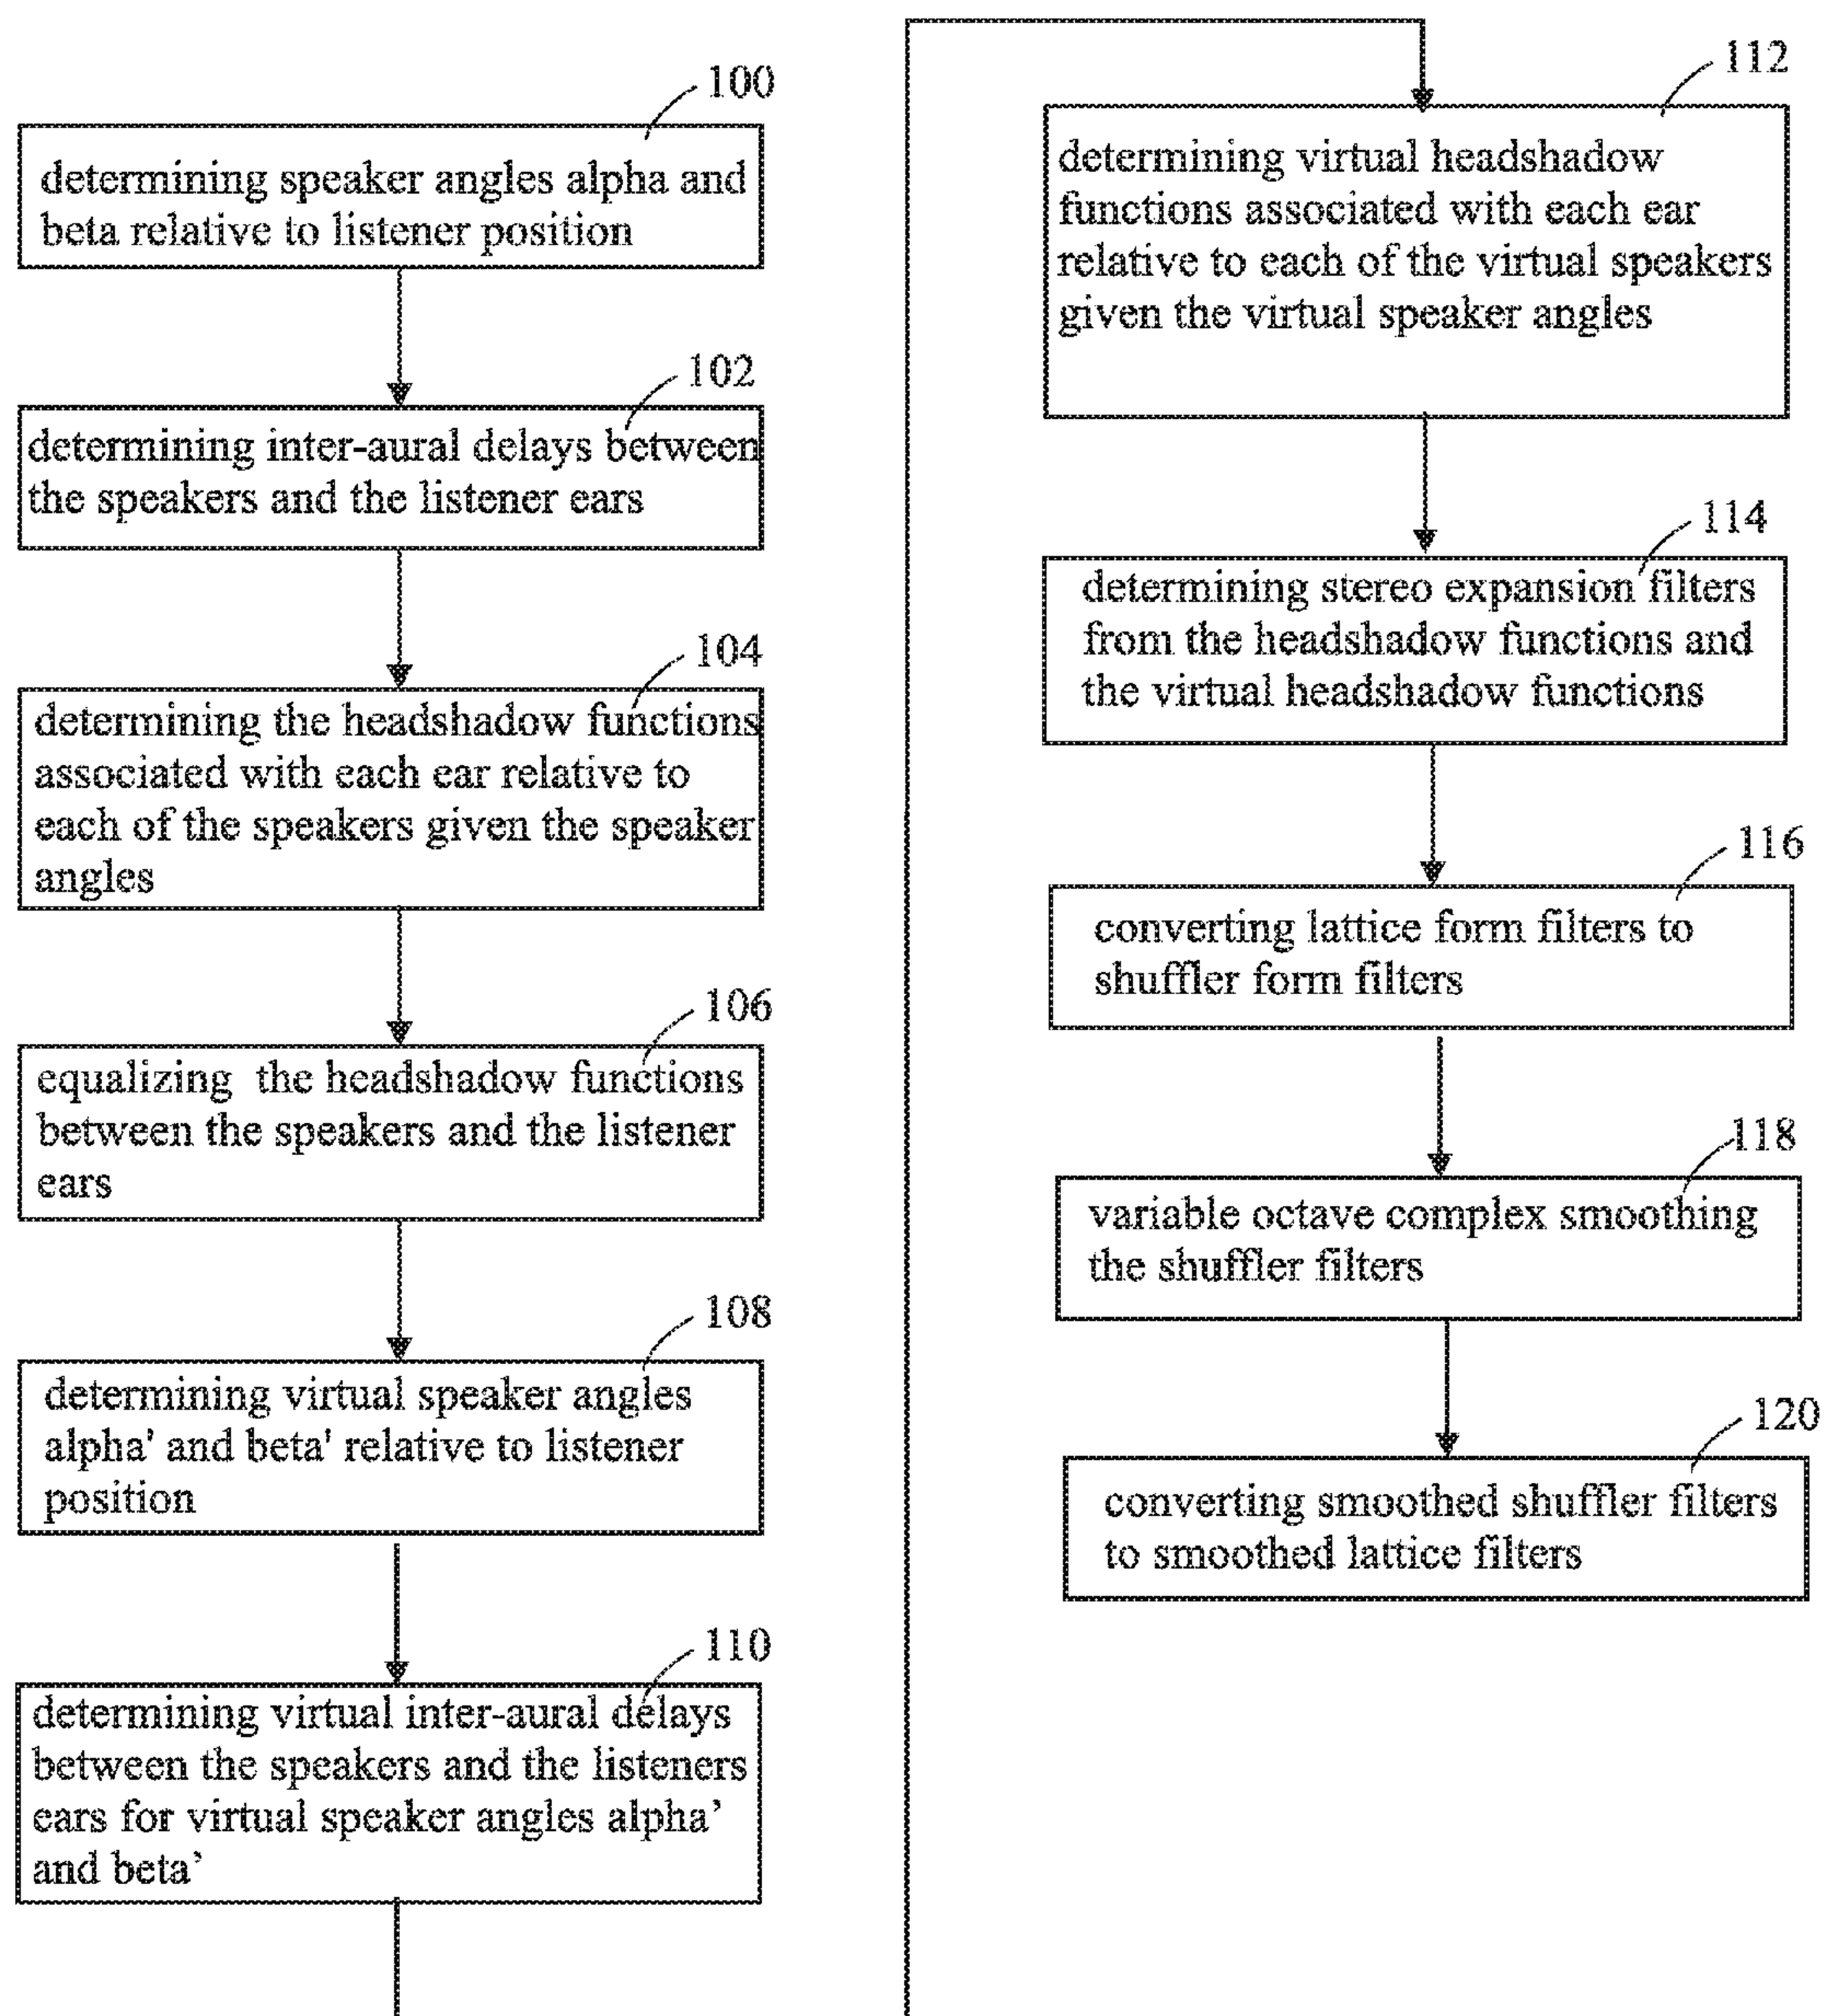 100
determining speaker angles alpha and
beta relative to listener position
102
determining inter-aural delays between
the speakers and the listener ears
104
determining the headshadow functions
associated with each ear relative to
each of the speakers given the speaker
angles
106
equalizing the headshadow functions
between the speakers and the listener
ears
108
determining virtual speaker angles
alpha' and beta' relative to listener
position
110
determining virtual inter-aural delays
between the speakers and the listeners
ears for virtual speaker angles alpha’
and beta’
112
determining virtual headshadow
functions associated with each ear
relative to each of the virtual speakers
given the virtual speaker angles
114
determining stereo expansion filters
from the headshadow functions and
the virtual headshadow functions
116
converting lattice form filters to
shuffler form filters
118
variable octave complex smoothing
the shuffler filters
120
converting smoothed shuffler filters
to smoothed lattice filters